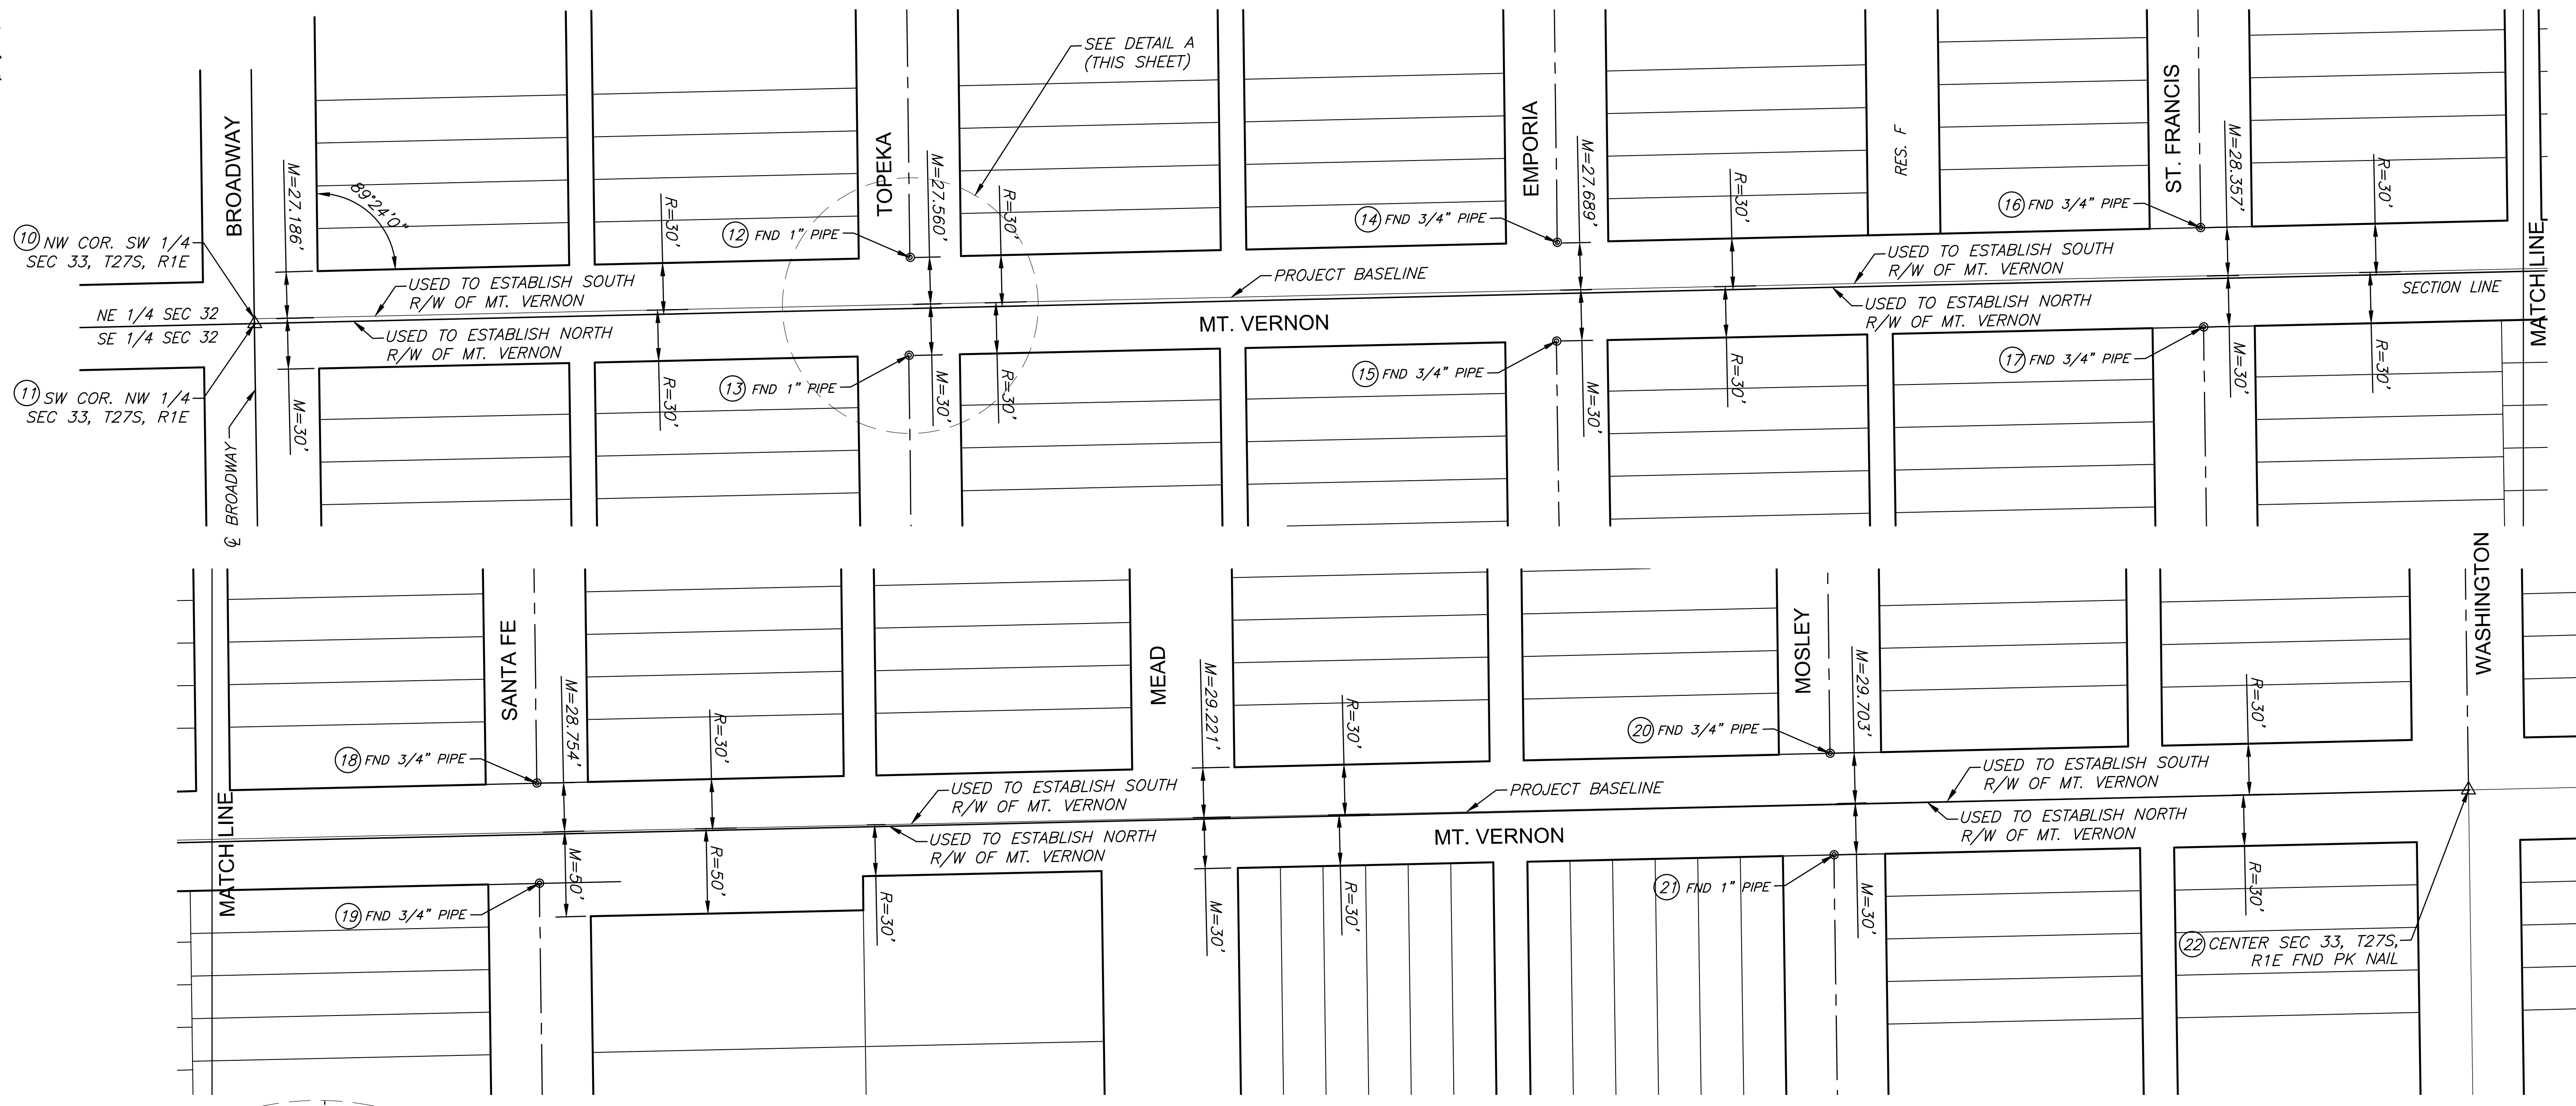 SEE DETAIL A
(THIS SHEET)
BROADWAY
TOPEKA
EMPORIA
RES. F
ST. FRANCIS
M=27.186'
89°24'0"
R=30'
M=27.560'
R=30'
M=27.689'
R=30'
M=28.357'
R=30'
10 NW COR. SW 1/4
SEC 33, T27S, R1E
12 FND 1" PIPE
14 FND 3/4" PIPE
16 FND 3/4" PIPE
USED TO ESTABLISH SOUTH
R/W OF MT. VERNON
PROJECT BASELINE
USED TO ESTABLISH SOUTH
R/W OF MT. VERNON
SECTION LINE
MATCH LINE
NE 1/4 SEC 32
SE 1/4 SEC 32
USED TO ESTABLISH NORTH
R/W OF MT. VERNON
MT. VERNON
USED TO ESTABLISH NORTH
R/W OF MT. VERNON
11 SW COR. NW 1/4
SEC 33, T27S, R1E
13 FND 1" PIPE
15 FND 3/4" PIPE
17 FND 3/4" PIPE
M=30'
R=30'
M=30'
R=30'
M=30'
R=30'
M=30'
R=30'
BROADWAY
SANTA FE
MEAD
MOSLEY
WASHINGTON
M=28.754'
R=30'
M=29.221'
R=30'
M=29.703'
R=30'
18 FND 3/4" PIPE
20 FND 3/4" PIPE
MATCH LINE
USED TO ESTABLISH SOUTH
R/W OF MT. VERNON
PROJECT BASELINE
USED TO ESTABLISH SOUTH
R/W OF MT. VERNON
USED TO ESTABLISH NORTH
R/W OF MT. VERNON
MT. VERNON
USED TO ESTABLISH NORTH
R/W OF MT. VERNON
19 FND 3/4" PIPE
21 FND 1" PIPE
M=50'
R=50'
R=30'
M=30'
R=30'
M=30'
R=30'
22 CENTER SEC 33, T27S,
R1E FND PK NAIL